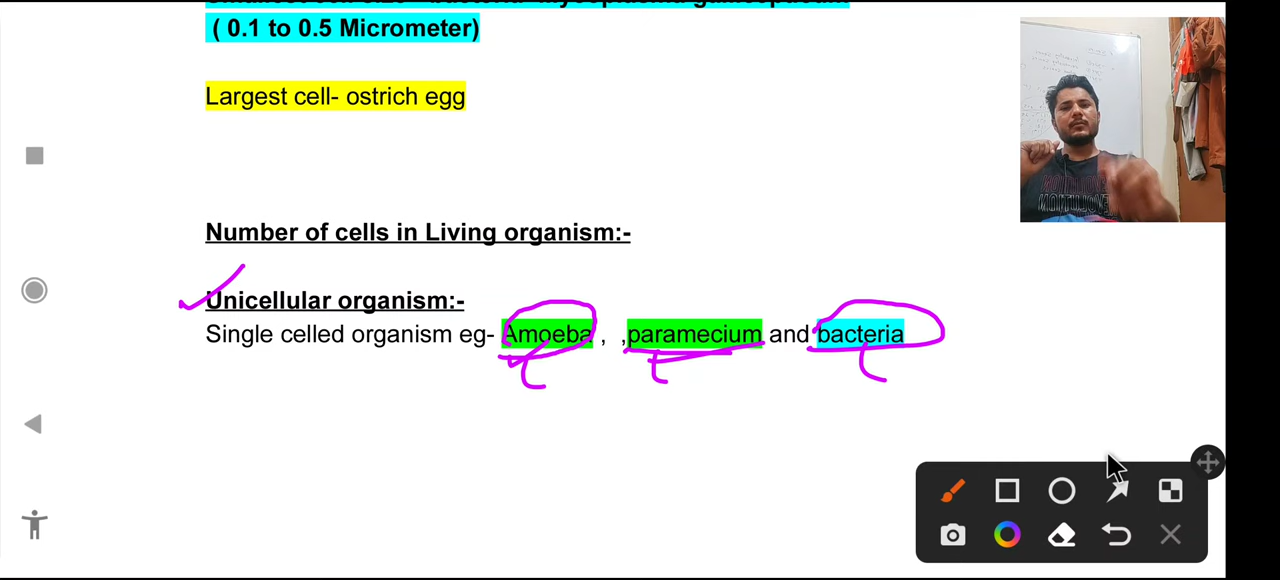 ( 0.1 to 0.5 Micrometer)
Largest cell- ostrich egg
Number of cells in Living organism:-
Unicellular organism:-
Single celled organism eg- Amoeba , ,paramecium and bacteria